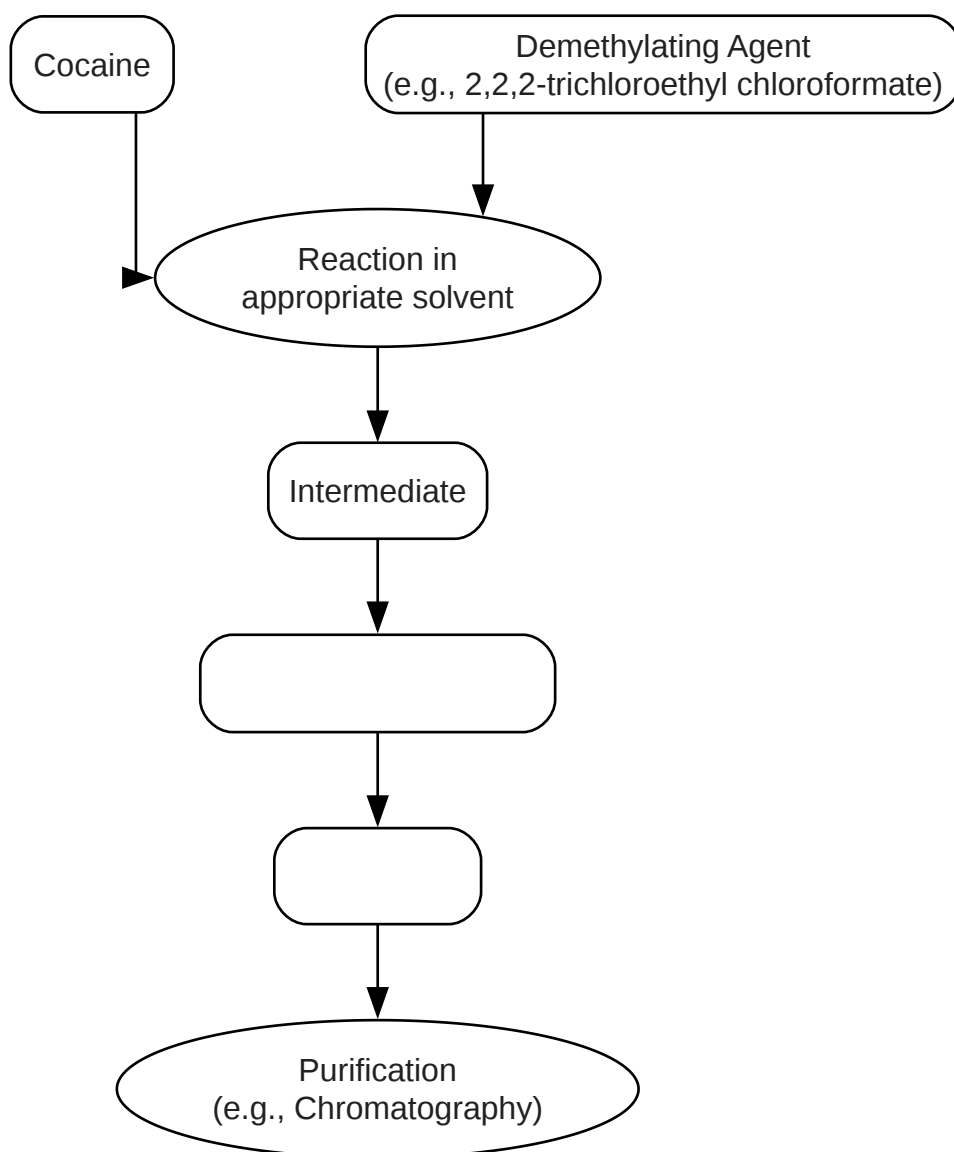 Cocaine
Demethylating Agent
(e.g., 2,2,2-trichloroethyl chloroformate)
Reaction in
appropriate solvent
Intermediate
Purification
(e.g., Chromatography)